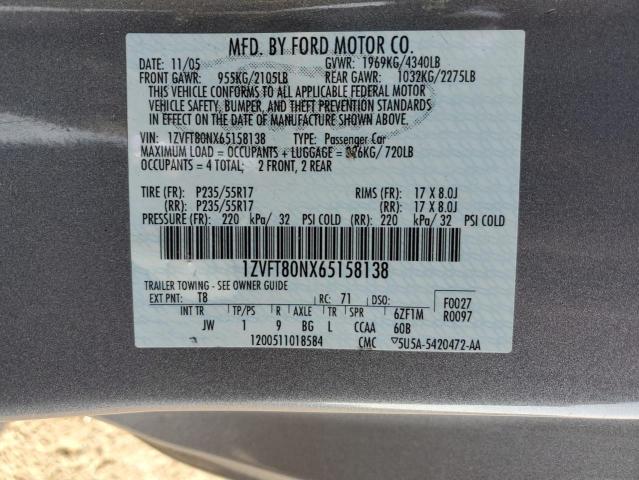 MFD. BY FORD MOTOR CO.
DATE: 11/05 GVWR: 1969KG/4340LB
FRONT GAWR: 955KG/2105LB REAR GAWR: 1032KG/2275LB
THIS VEHICLE CONFORMS TO ALL APPLICABLE FEDERAL MOTOR
VEHICLE SAFETY, BUMPER, AND THEFT PREVENTION STANDARDS
IN EFFECT ON THE DATE OF MANUFACTURE SHOWN ABOVE.
VIN: 1ZVFT80NX65158138 TYPE: Passenger Car
MAXIMUM LOAD = OCCUPANTS + LUGGAGE = 326KG/720LB
OCCUPANTS = 4 TOTAL; 2 FRONT, 2 REAR
TIRE (FR): P235/55R17 RIMS (FR): 17 X 8.0J
(RR): P235/55R17 (RR): 17 X 8.0J
PRESSURE (FR): 220 kPa/ 32 PSI COLD (RR): 220 kPa/ 32 PSI COLD
1ZVFT80NX65158138
TRAILER TOWING - SEE OWNER GUIDE
EXT PNT: T8 RC: 71 DSO: F0027
INT TR TP/PS R AXLE TR SPR 6ZF1M R0097
JW 1 9 BG L CCAA 60B
1200511018584 CMC ▽5U5A-5420472-AA